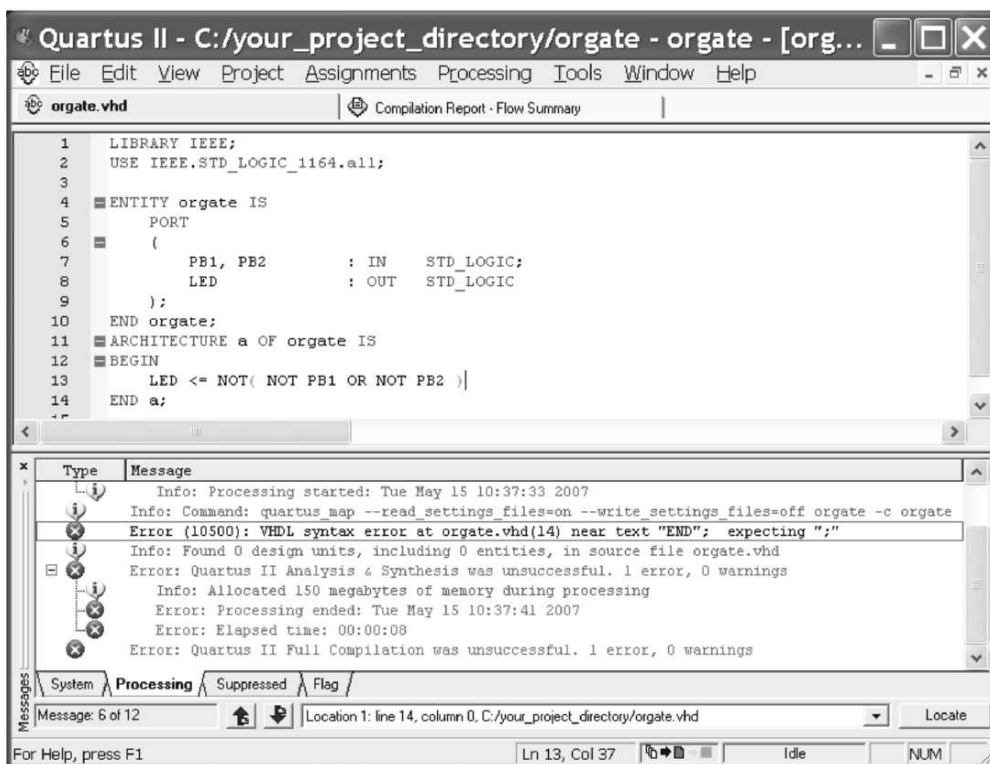 Quartus II - C:/your_project_directory/orgate - orgate - [org...
File Edit View Project Assignments Processing Tools Window Help
orgate.vhd Compilation Report - Flow Summary
1 LIBRARY IEEE;
2 USE IEEE.STD_LOGIC_1164.all;
3
4 ENTITY orgate IS
5 PORT
6 (
7 PB1, PB2 : IN STD_LOGIC;
8 LED : OUT STD_LOGIC
9 );
10 END orgate;
11 ARCHITECTURE a OF orgate IS
12 BEGIN
13 LED <= NOT( NOT PB1 OR NOT PB2 )
14 END a;
Type Message
Info: Processing started: Tue May 15 10:37:33 2007
Info: Command: quartus_map --read_settings_files=on --write_settings_files=off orgate -c orgate
Error (10500): VHDL syntax error at orgate.vhd(14) near text "END"; expecting ";"
Info: Found 0 design units, including 0 entities, in source file orgate.vhd
Error: Quartus II Analysis & Synthesis was unsuccessful. 1 error, 0 warnings
Info: Allocated 150 megabytes of memory during processing
Error: Processing ended: Tue May 15 10:37:41 2007
Error: Elapsed time: 00:00:08
Error: Quartus II Full Compilation was unsuccessful. 1 error, 0 warnings
System Processing Suppressed Flag
Messages
Message: 6 of 12 Location 1: line 14, column 0, C:/your_project_directory/orgate.vhd Locate
For Help, press F1 Ln 13, Col 37 Idle NUM